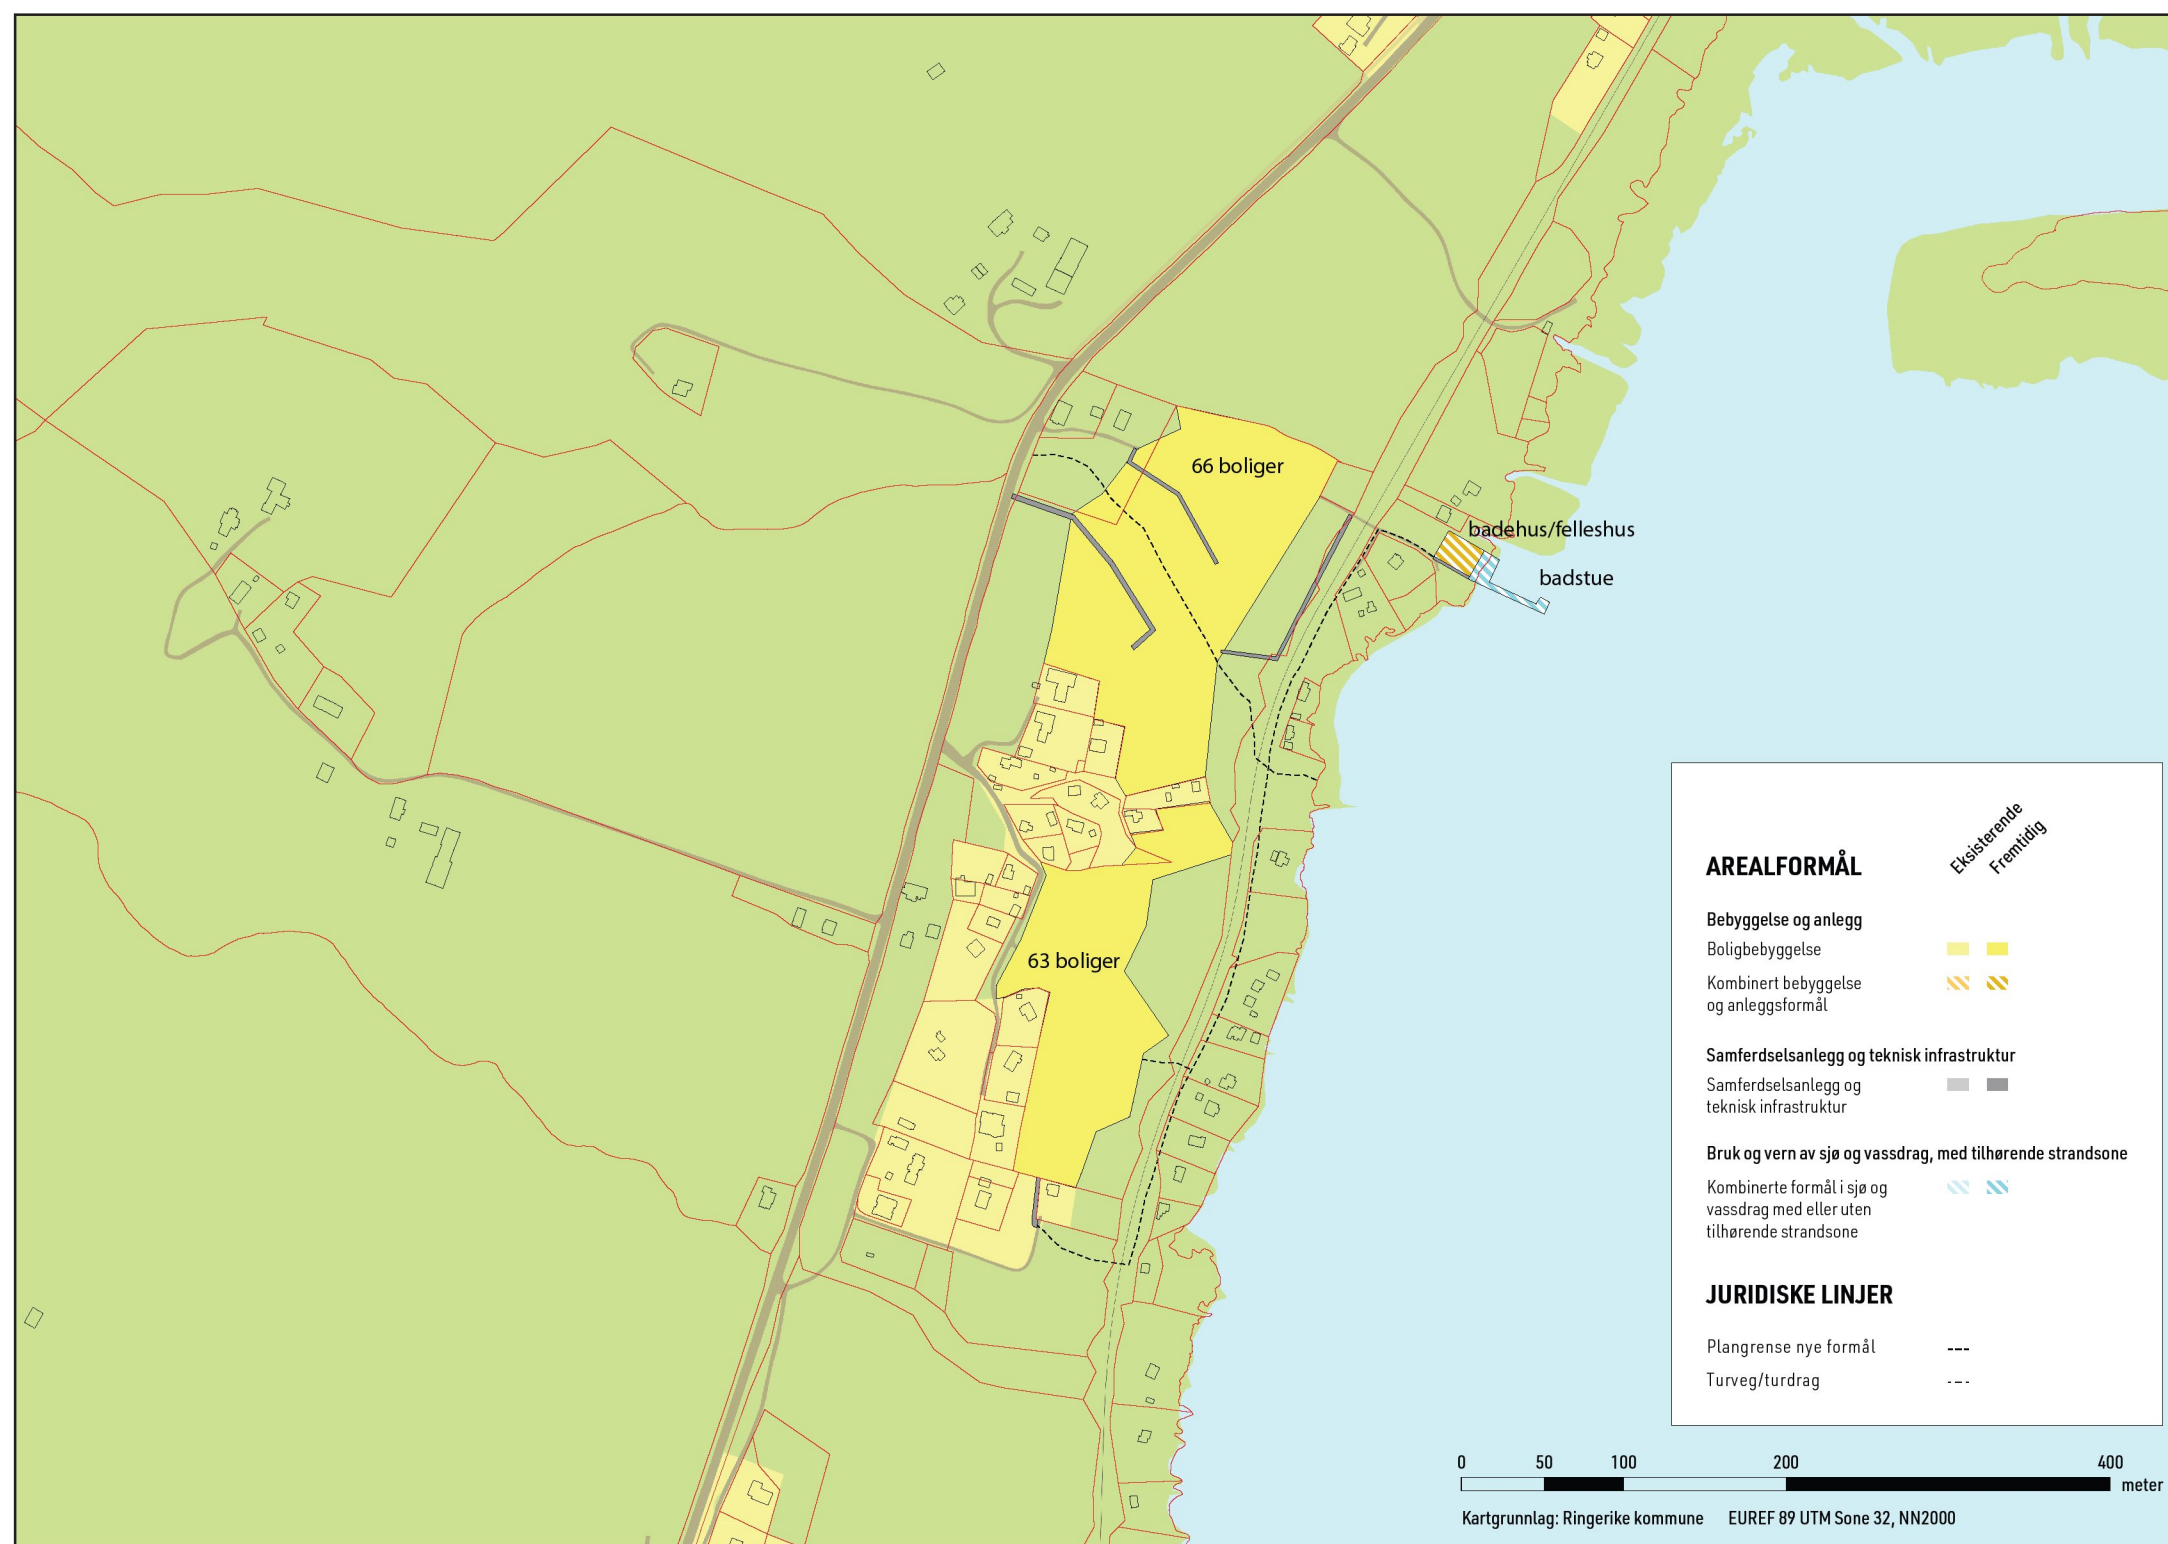 66 boliger
badehus/felleshus
badstue
63 boliger
Eksisterende
Fremtidig
AREALFORMÅL
Bebyggelse og anlegg
Boligbebyggelse
Kombinert bebyggelse
og anleggsformål
Samferdselsanlegg og teknisk infrastruktur
Samferdselsanlegg og
teknisk infrastruktur
Bruk og vern av sjø og vassdrag, med tilhørende strandsone
Kombinerte formål i sjø og
vassdrag med eller uten
tilhørende strandsone
JURIDISKE LINJER
Plangrense nye formål
Turveg/turdrag
0 50 100 200 400
meter
Kartgrunnlag: Ringerike kommune EUREF 89 UTM Sone 32, NN2000